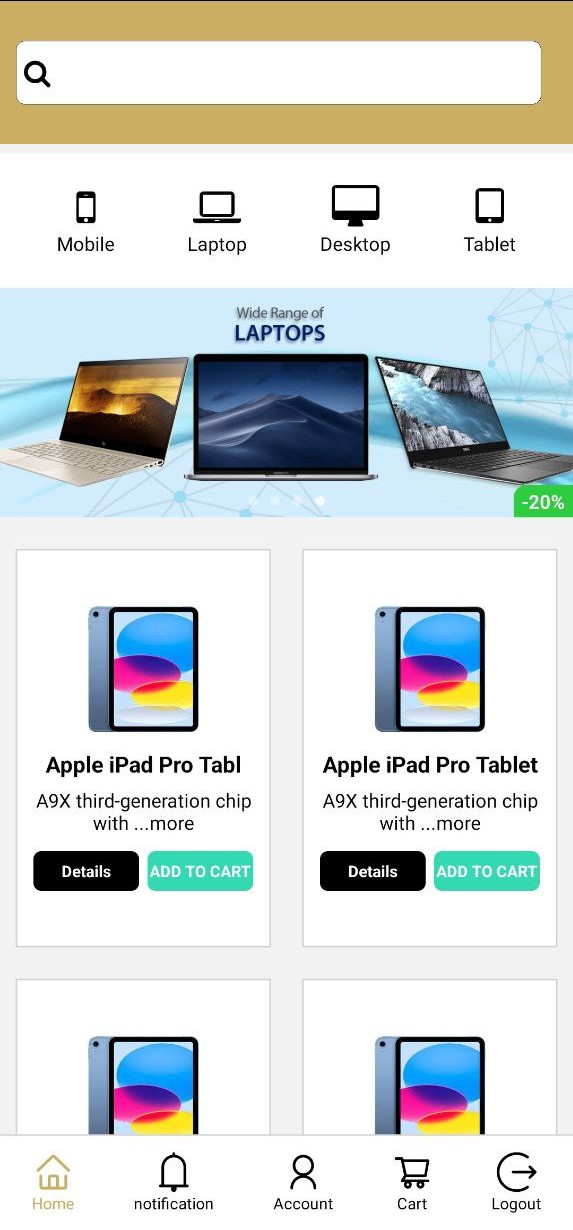 Mobile
Laptop
Desktop
Tablet
Wide Range of
LAPTOPS
-20%
Apple iPad Pro Tabl
A9X third-generation chip
with ...more
Details
ADD TO CART
Apple iPad Pro Tablet
A9X third-generation chip
with ...more
Details
ADD TO CART
Home
notification
Account
Cart
Logout